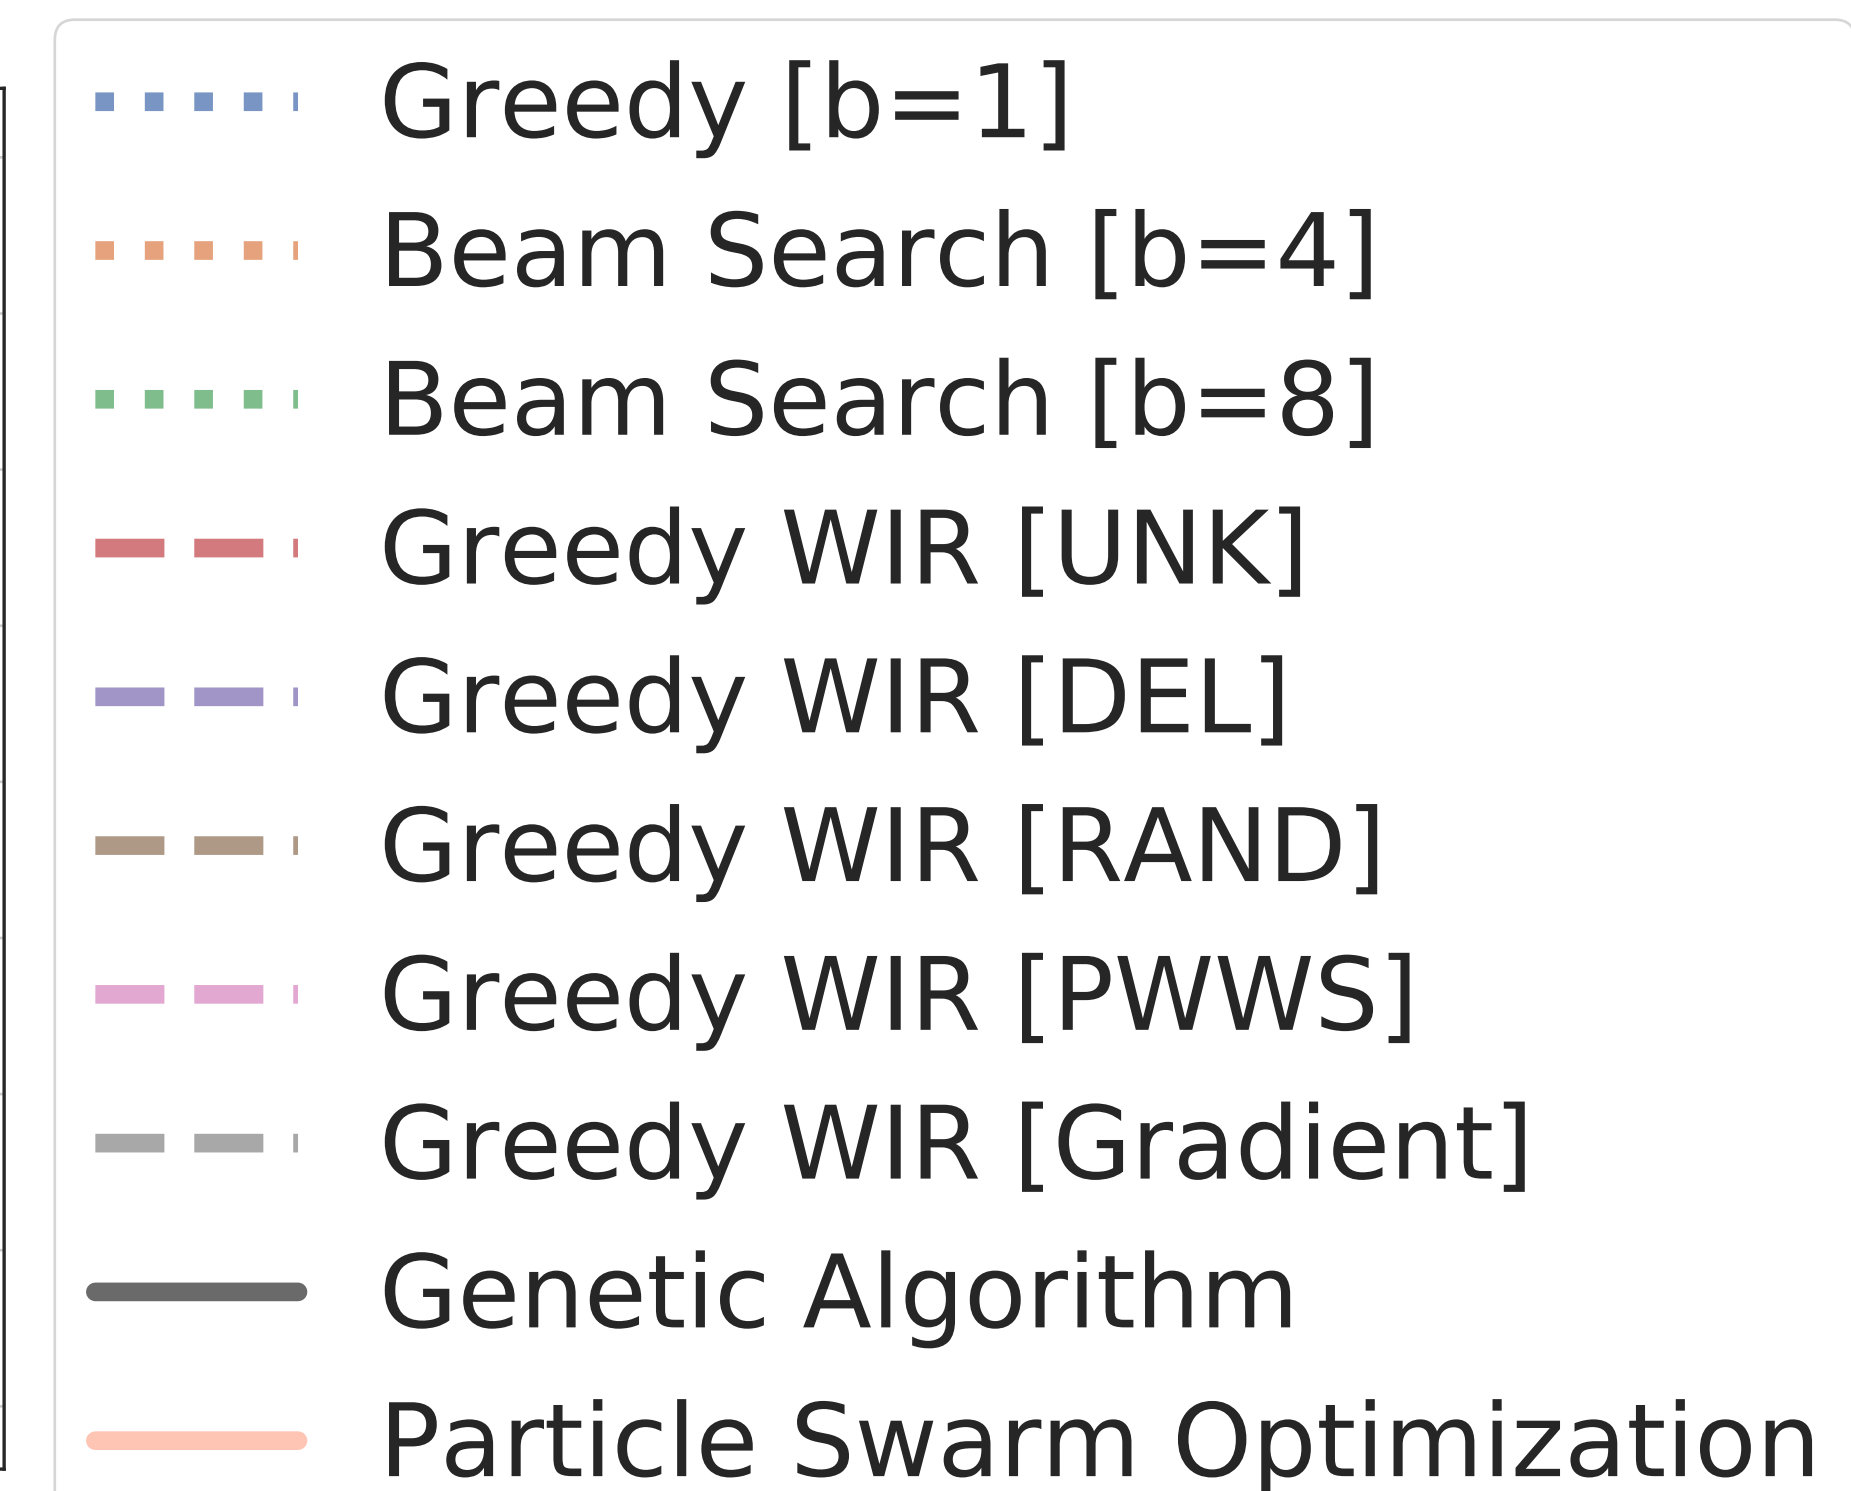 Greedy [b=1]
Beam Search [b=4]
Beam Search [b=8]
Greedy WIR [UNK]
Greedy WIR [DEL]
Greedy WIR [RAND]
Greedy WIR [PWWS]
Greedy WIR [Gradient]
Genetic Algorithm
Particle Swarm Optimization